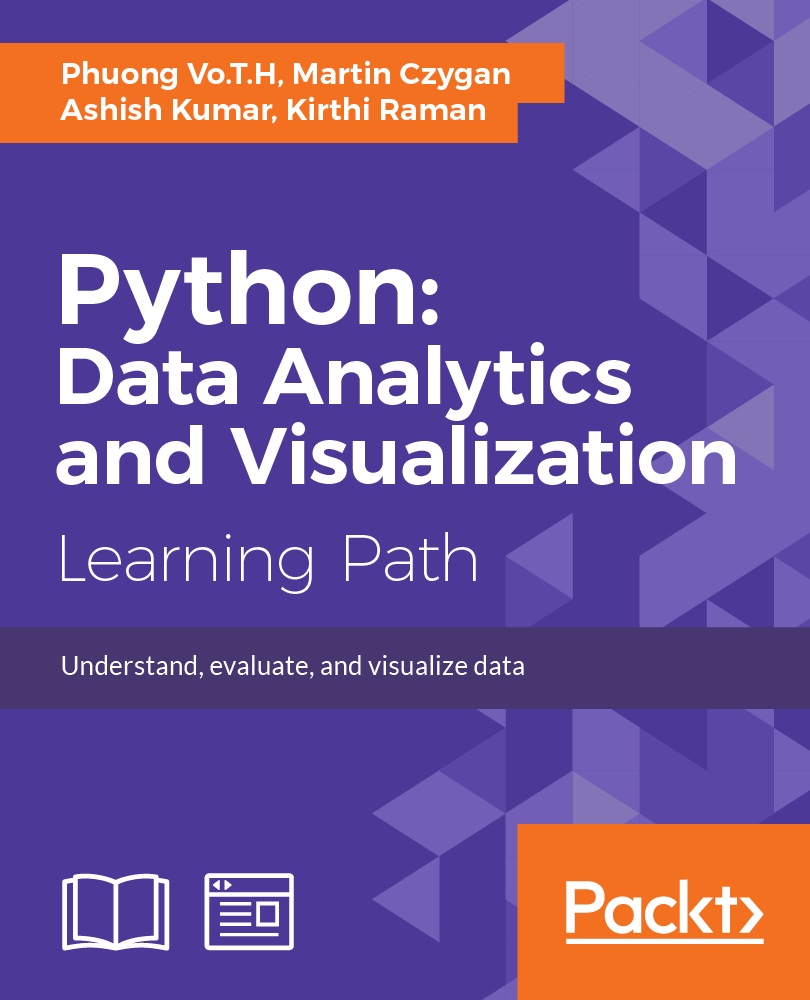 Phuong Vo.T.H, Martin Czygan
Ashish Kumar, Kirthi Raman
Python:
Data Analytics
and Visualization
Learning Path
Understand, evaluate, and visualize data
Packt>